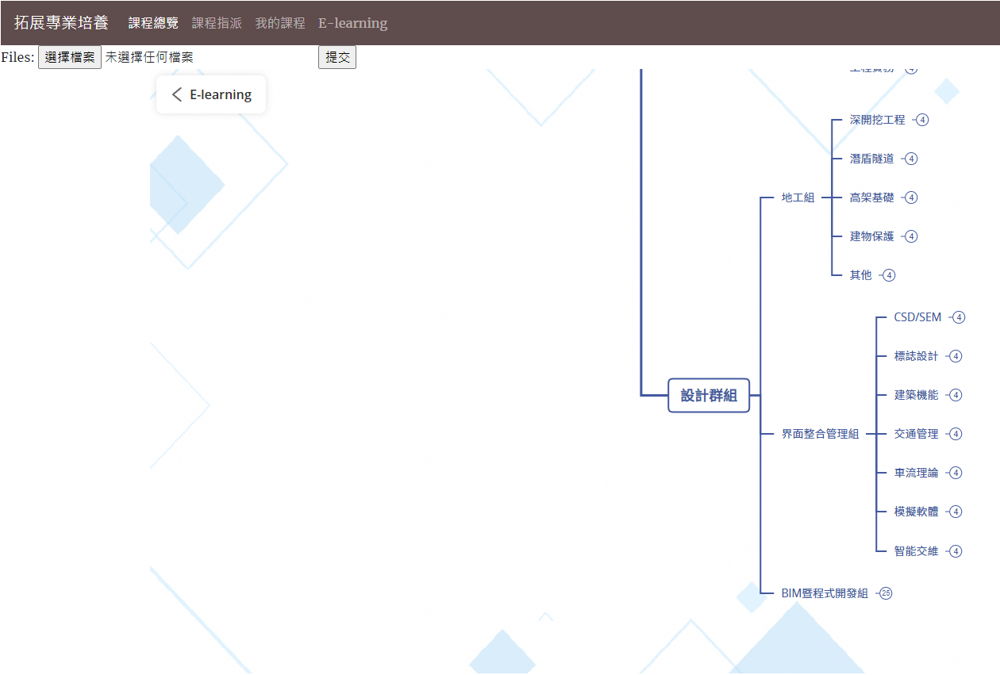 拓展專業培養 課程總覽 課程指派 我的課程 E-learning
Files: 選擇檔案 未選擇任何檔案 提交
E-learning
工程實務 4
深開挖工程 4
潛盾隧道 4
地工組
高架基礎 4
建物保護 4
其他 4
CSD/SEM 4
標誌設計 4
設計群組
建築機能 4
界面整合管理組
交通管理 4
車流理論 4
模擬軟體 4
智能交維 4
BIM暨程式開發組 25